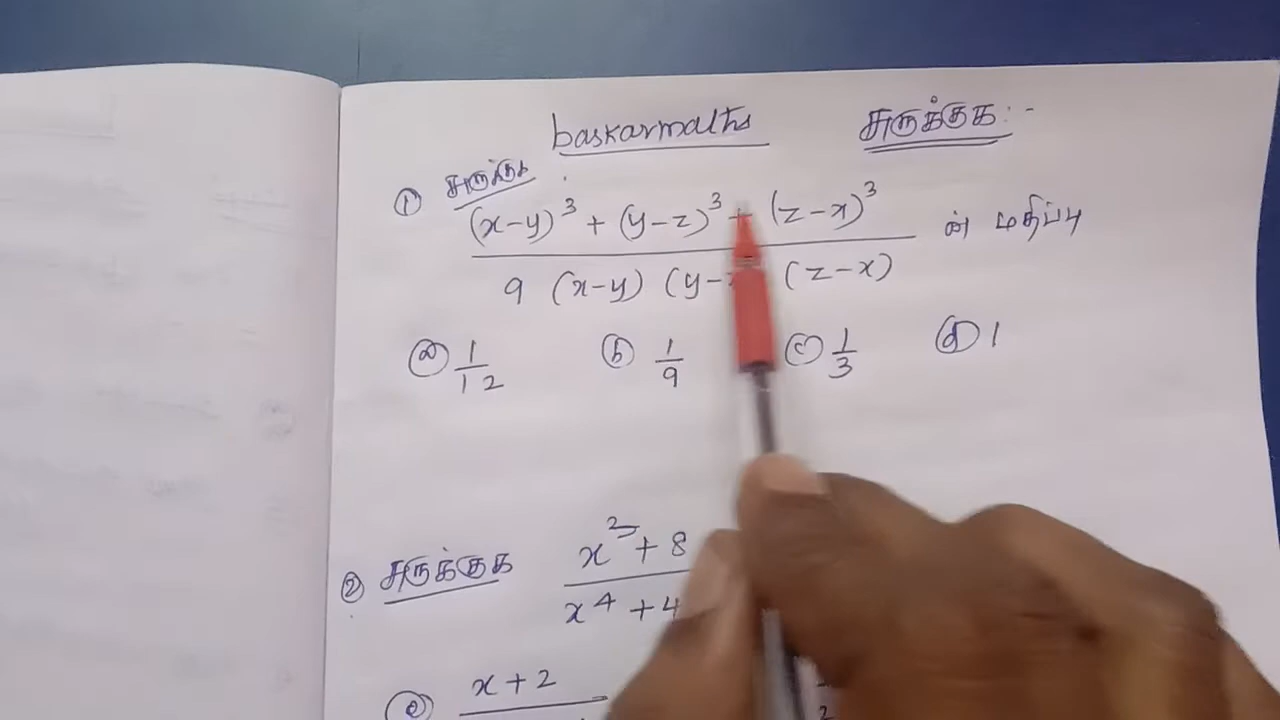 baskarmaths சுருக்குக :-
① சுருக்குக
(x-y)³ + (y-z)³ + (z-x)³
9 (x-y) (y- (z-x) ன் மதிப்பு
1/12 ⓑ 1/9 ⓒ 1/3 ⓓ 1
② சுருக்குக x³ + 8
x⁴ + 4
x + 2
2